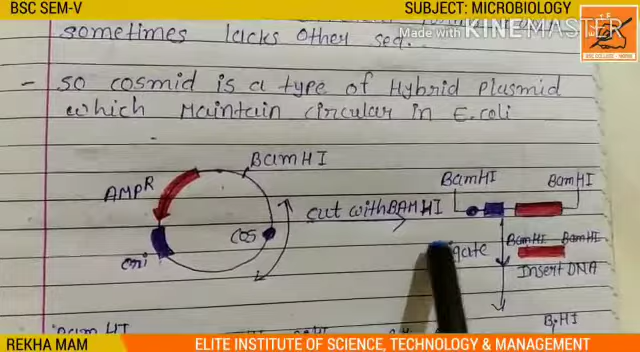 BSC SEM-V
SUBJECT: MICROBIOLOGY
Made with KINEMASTER
sometimes lacks other seq.
- so cosmid is a type of Hybrid plasmid
which Maintain circular in E.coli
BamHI
AMPR
COS
ori
cut with BAMHI
BamHI
BamHI
BamHI
BamHI
Insert DNA
BamHI
REKHA MAM
ELITE INSTITUTE OF SCIENCE, TECHNOLOGY & MANAGEMENT